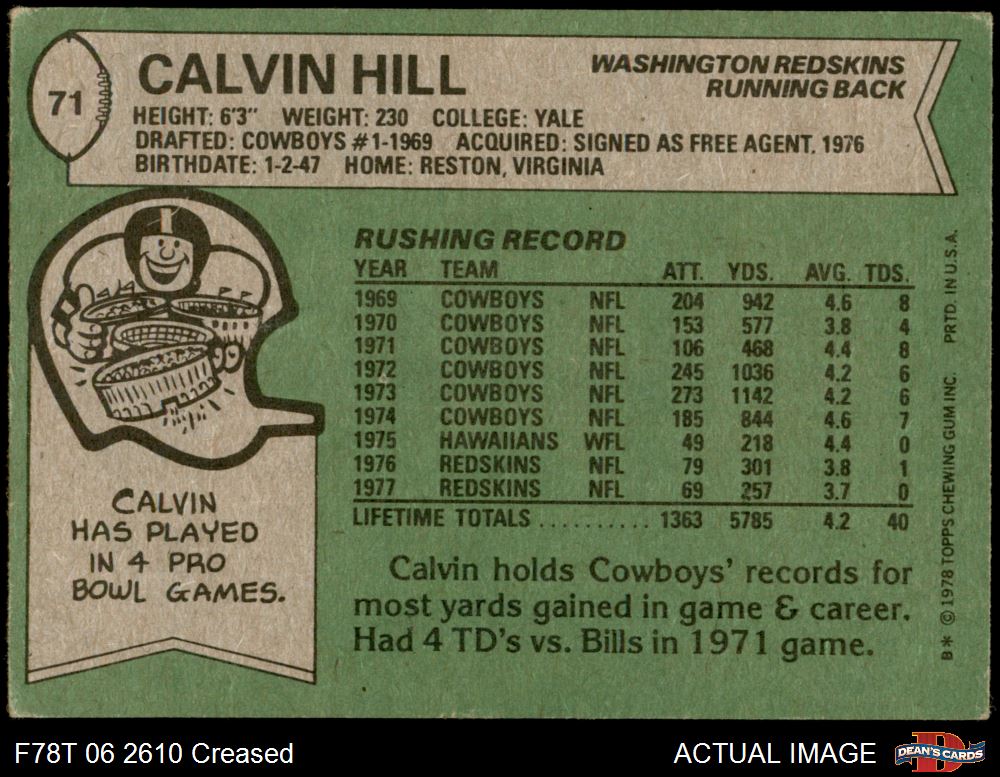 71
CALVIN HILL
WASHINGTON REDSKINS
RUNNING BACK
HEIGHT: 6'3" WEIGHT: 230 COLLEGE: YALE
DRAFTED: COWBOYS #1-1969 ACQUIRED: SIGNED AS FREE AGENT, 1976
BIRTHDATE: 1-2-47 HOME: RESTON, VIRGINIA
RUSHING RECORD
YEAR TEAM ATT. YDS. AVG. TDS.
1969 COWBOYS NFL 204 942 4.6 8
1970 COWBOYS NFL 153 577 3.8 4
1971 COWBOYS NFL 106 468 4.4 8
1972 COWBOYS NFL 245 1036 4.2 6
1973 COWBOYS NFL 273 1142 4.2 6
1974 COWBOYS NFL 185 844 4.6 7
1975 HAWAIIANS WFL 49 218 4.4 0
1976 REDSKINS NFL 79 301 3.8 1
1977 REDSKINS NFL 69 257 3.7 0
LIFETIME TOTALS .......... 1363 5785 4.2 40
CALVIN
HAS PLAYED
IN 4 PRO
BOWL GAMES.
Calvin holds Cowboys' records for
most yards gained in game & career.
Had 4 TD's vs. Bills in 1971 game.
B* © 1978 TOPPS CHEWING GUM INC. PRTD. IN U.S.A.
F78T 06 2610 Creased
ACTUAL IMAGE
DEAN'S CARDS